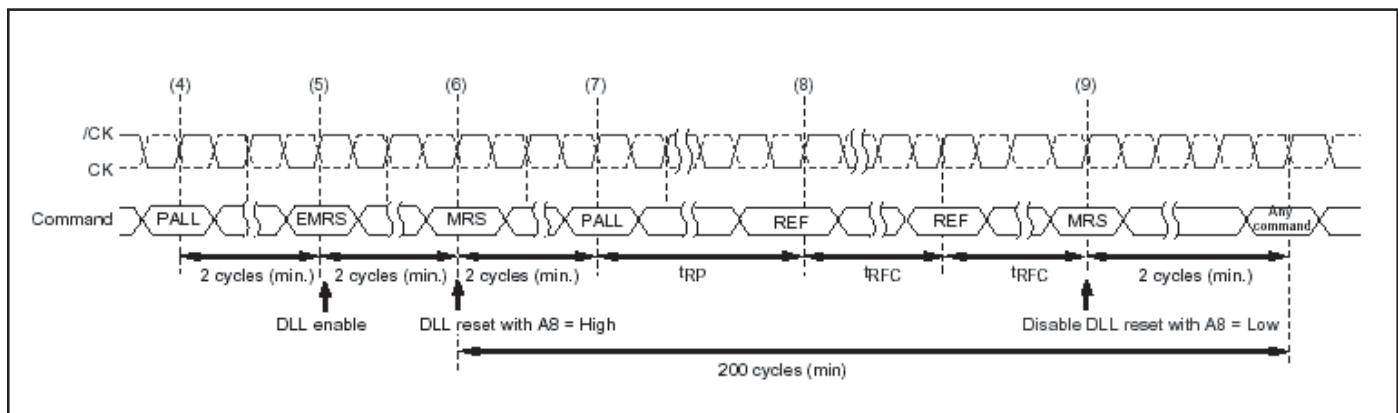 (4) (5) (6) (7) (8) (9)
/CK
CK
Command PALL EMRS MRS PALL REF REF MRS Any command
2 cycles (min.) 2 cycles (min.) 2 cycles (min.) tRP tRFC tRFC 2 cycles (min.)
DLL enable DLL reset with A8 = High Disable DLL reset with A8 = Low
200 cycles (min)